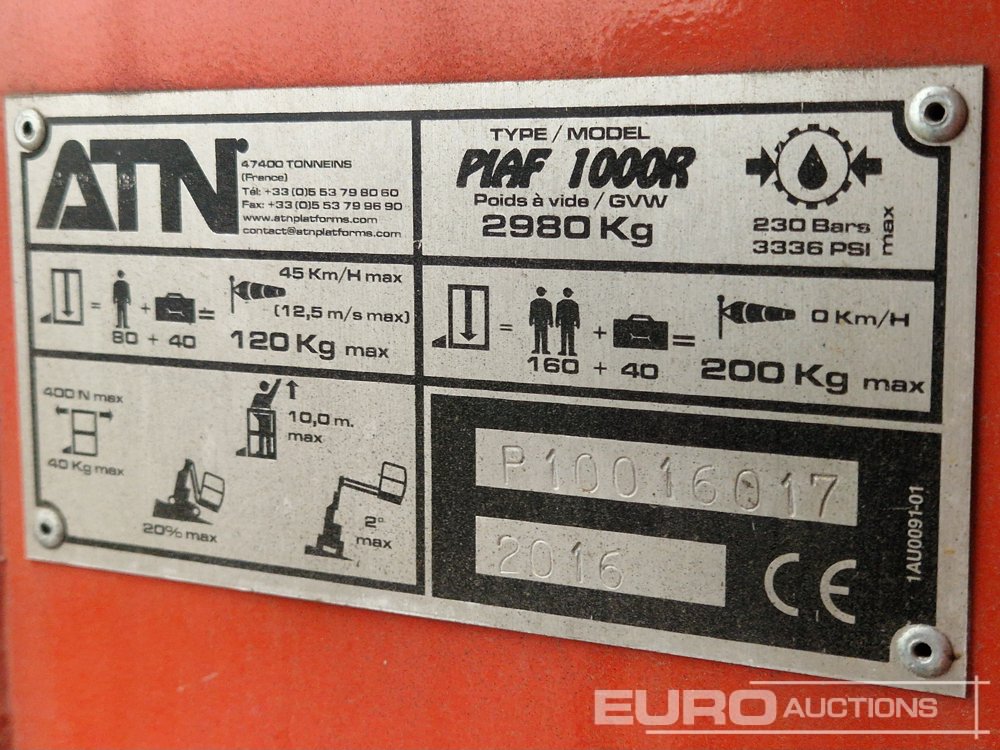 ATN
47400 TONNEINS
(France)
Tél: +33 (0)5 53 79 80 60
Fax: +33 (0)5 53 79 96 90
www.atnplatforms.com
contact@atnplatforms.com
TYPE / MODEL
PIAF 1000R
Poids à vide / GVW
2980 Kg
230 Bars
3336 PSI
max
45 Km/H max
(12,5 m/s max)
= + =
80 + 40
120 Kg max
0 Km/H
= + =
160 + 40
200 Kg max
400 N max
40 Kg max
10,0 m.
max
20% max
2°
max
P10016017
2016
CE
1AU0091-01
EURO AUCTIONS